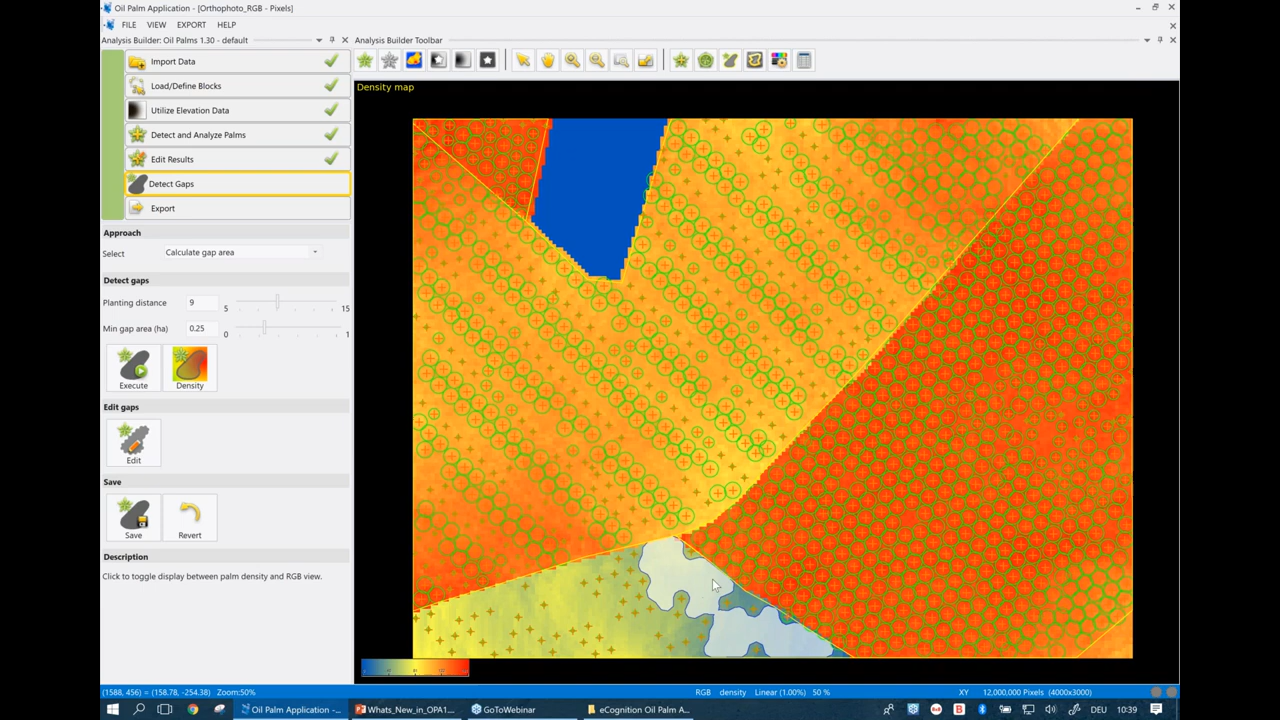 Oil Palm Application - [Orthophoto_RGB - Pixels]
FILE VIEW EXPORT HELP
Analysis Builder: Oil Palms 1.30 - default
Analysis Builder Toolbar
Import Data
Load/Define Blocks
Utilize Elevation Data
Detect and Analyze Palms
Edit Results
Detect Gaps
Export
Approach
Select Calculate gap area
Detect gaps
Planting distance 9 5 15
Min gap area (ha) 0.25 0 1
Execute Density
Edit gaps
Edit
Save
Save Revert
Description
Click to toggle display between palm density and RGB view.
Density map
(1588, 456) = (158.78, -254.38) Zoom:50%
RGB density Linear (1.00%) 50 % XY 12,000,000 Pixels (4000x3000)
Oil Palm Application -... Whats_New_in_OPA1... GoToWebinar eCognition Oil Palm A... DEU 10:39